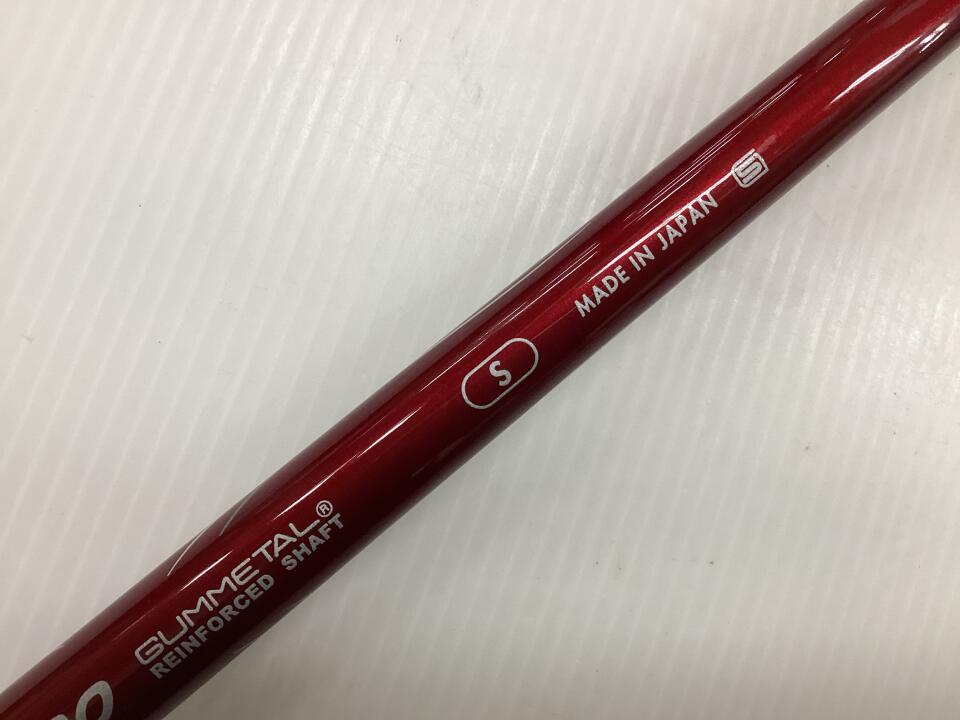 GUMMETAL®
REINFORCED SHAFT
S
MADE IN JAPAN